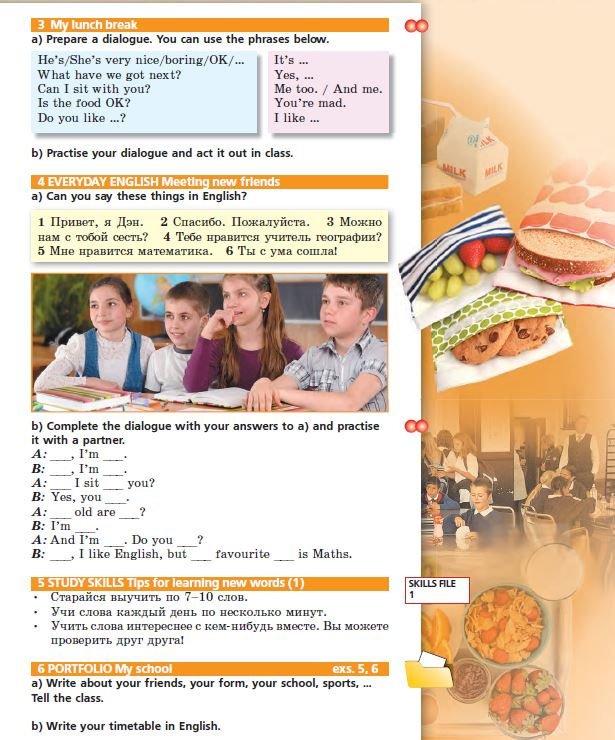 3 My lunch break
a) Prepare a dialogue. You can use the phrases below.
He's/She's very nice/boring/OK/...
What have we got next?
Can I sit with you?
Is the food OK?
Do you like ...?
It's ...
Yes, ...
Me too. / And me.
You're mad.
I like ...
b) Practise your dialogue and act it out in class.
4 EVERYDAY ENGLISH Meeting new friends
a) Can you say these things in English?
1 Привет, я Дэн. 2 Спасибо. Пожалуйста. 3 Можно
нам с тобой сесть? 4 Тебе нравится учитель географии?
5 Мне нравится математика. 6 Ты с ума сошла!
b) Complete the dialogue with your answers to a) and practise
it with a partner.
A: ___, I'm ___.
B: ___, I'm ___.
A: ___ I sit ___ you?
B: Yes, you ___.
A: ___ old are ___?
B: I'm ___.
A: And I'm ___. Do you ___?
B: ___, I like English, but ___ favourite ___ is Maths.
5 STUDY SKILLS Tips for learning new words (1)
• Старайся выучить по 7–10 слов.
• Учи слова каждый день по несколько минут.
• Учить слова интереснее с кем-нибудь вместе. Вы можете
проверить друг друга!
SKILLS FILE
1
6 PORTFOLIO My school exs. 5, 6
a) Write about your friends, your form, your school, sports, ...
Tell the class.
b) Write your timetable in English.
MILK
MILK